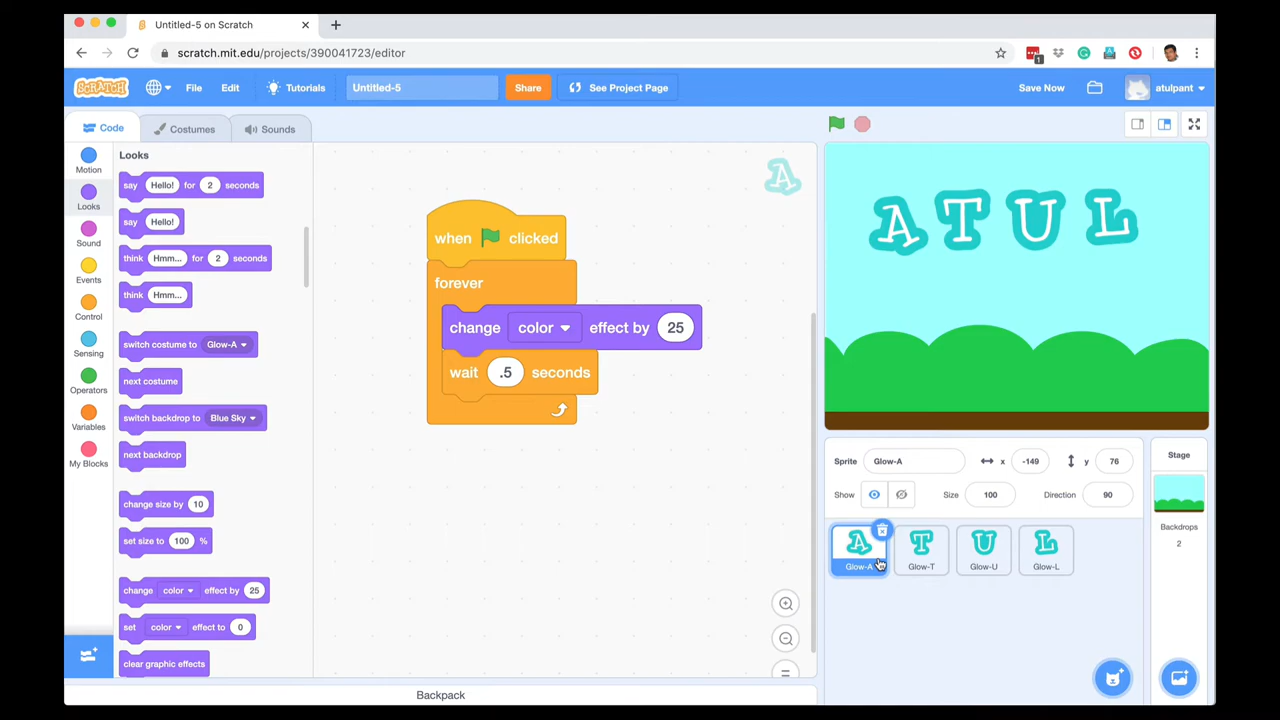 Untitled-5 on Scratch
scratch.mit.edu/projects/390041723/editor
1
SCRATCH File Edit Tutorials Untitled-5 Share See Project Page Save Now atulpant
Code Costumes Sounds
Motion
Looks
Sound
Events
Control
Sensing
Operators
Variables
My Blocks
Looks
say Hello! for 2 seconds
say Hello!
think Hmm... for 2 seconds
think Hmm...
switch costume to Glow-A
next costume
switch backdrop to Blue Sky
next backdrop
change size by 10
set size to 100 %
change color effect by 25
set color effect to 0
clear graphic effects
A
when clicked
forever
change color effect by 25
wait .5 seconds
Backpack
A T U L
Sprite Glow-A x -149 y 76
Show Size 100 Direction 90
A T U L
Glow-A Glow-T Glow-U Glow-L
Stage
Backdrops
2